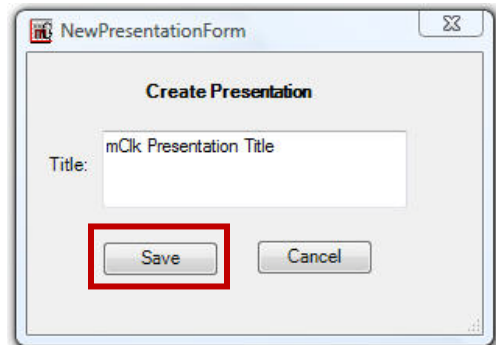 NewPresentationForm
Create Presentation
Title:
mClk Presentation Title
Save
Cancel